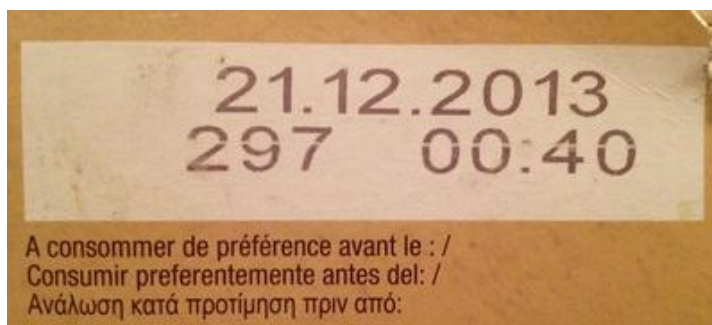 21.12.2013
297 00:40
A consommer de préférence avant le : /
Consumir preferentemente antes del: /
Ανάλωση κατά προτίμηση πριν από: